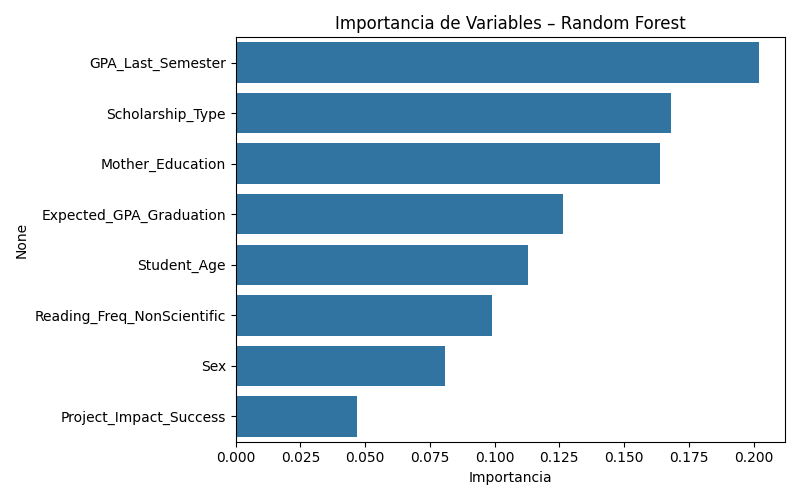 Importancia de Variables – Random Forest
GPA_Last_Semester
Scholarship_Type
Mother_Education
Expected_GPA_Graduation
Student_Age
Reading_Freq_NonScientific
Sex
Project_Impact_Success
None
0.000 0.025 0.050 0.075 0.100 0.125 0.150 0.175 0.200
Importancia